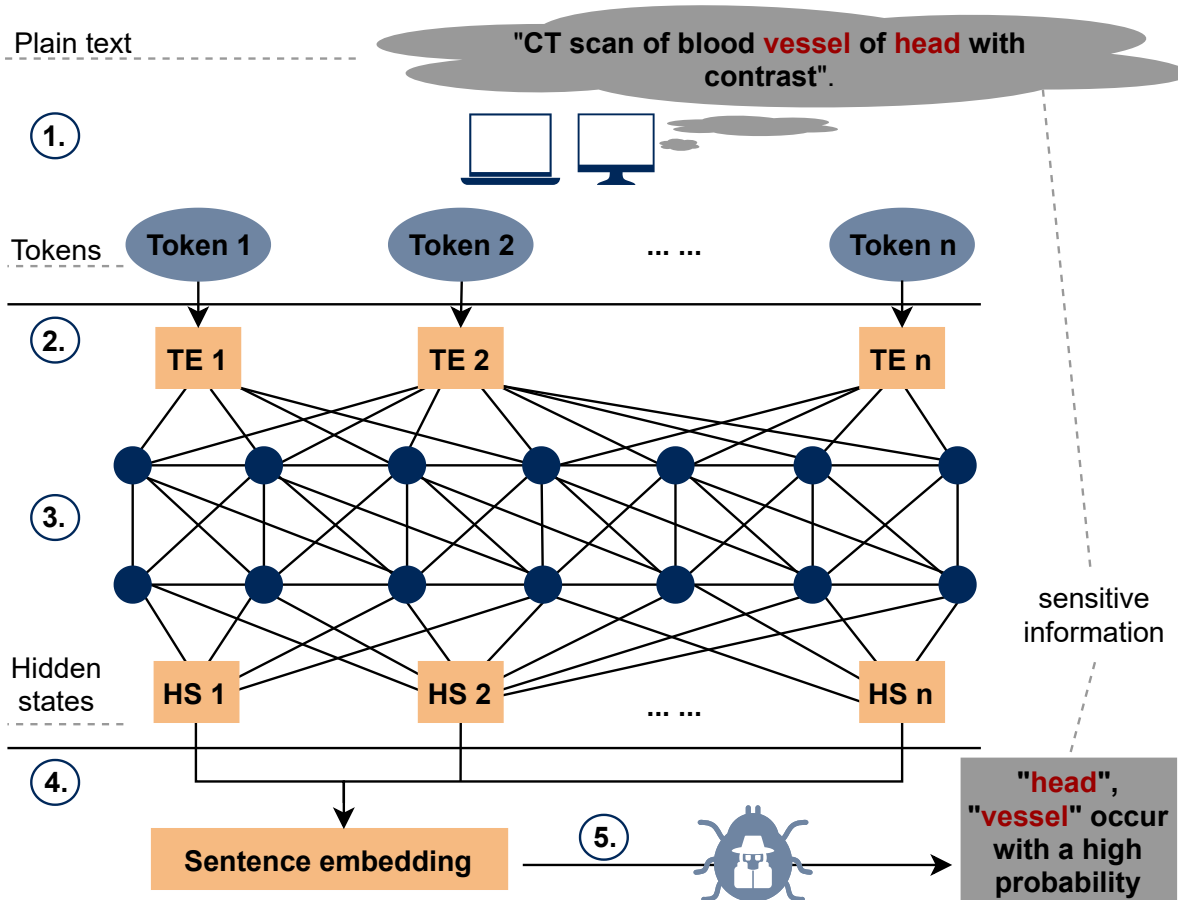 Plain text
"CT scan of blood vessel of head with
contrast".
1.
Tokens
Token 1
Token 2
... ...
Token n
2.
TE 1
TE 2
TE n
3.
sensitive
information
Hidden
states
HS 1
HS 2
... ...
HS n
4.
Sentence embedding
5.
"head",
"vessel" occur
with a high
probability